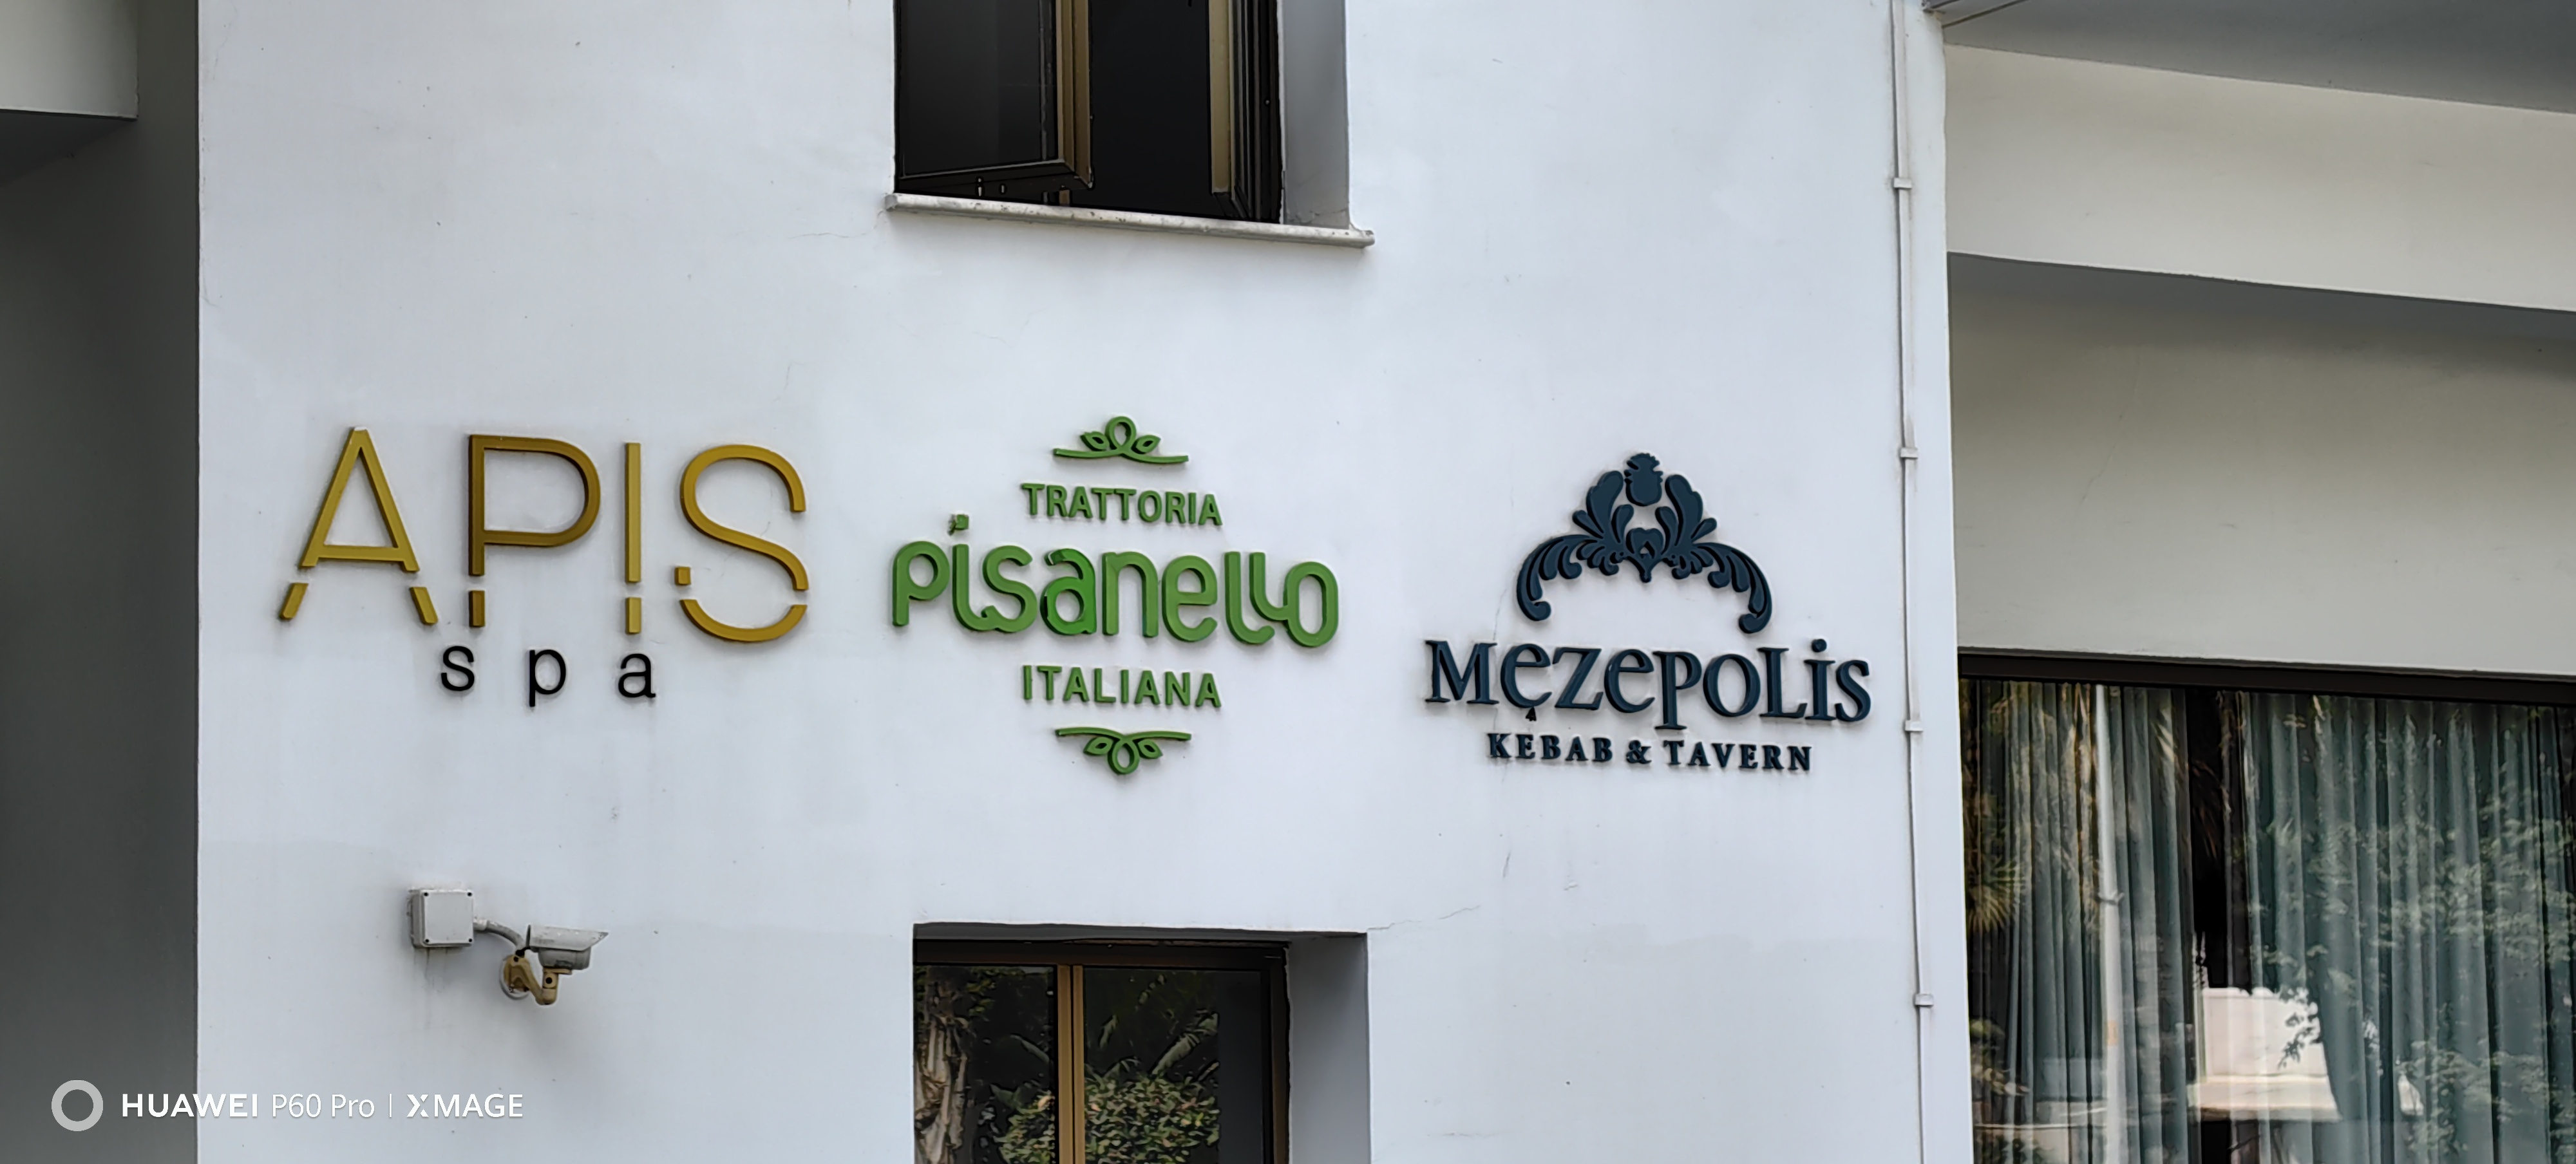 APIS
spa
TRATTORIA
pisanello
ITALIANA
MEZEPOLiS
KEBAB & TAVERN
HUAWEI P60 Pro | XMAGE